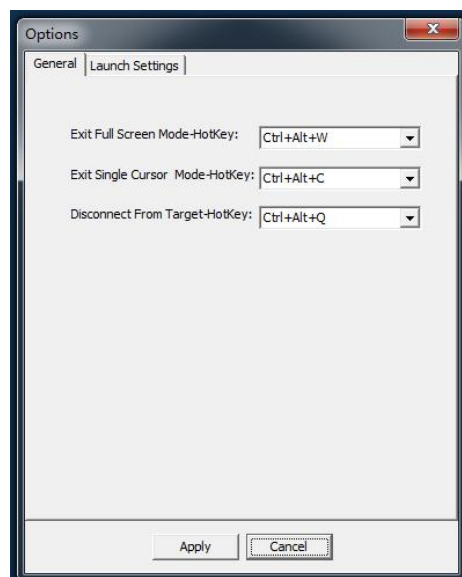 Options
General Launch Settings
Exit Full Screen Mode-HotKey: Ctrl+Alt+W
Exit Single Cursor Mode-HotKey: Ctrl+Alt+C
Disconnect From Target-HotKey: Ctrl+Alt+Q
Apply Cancel